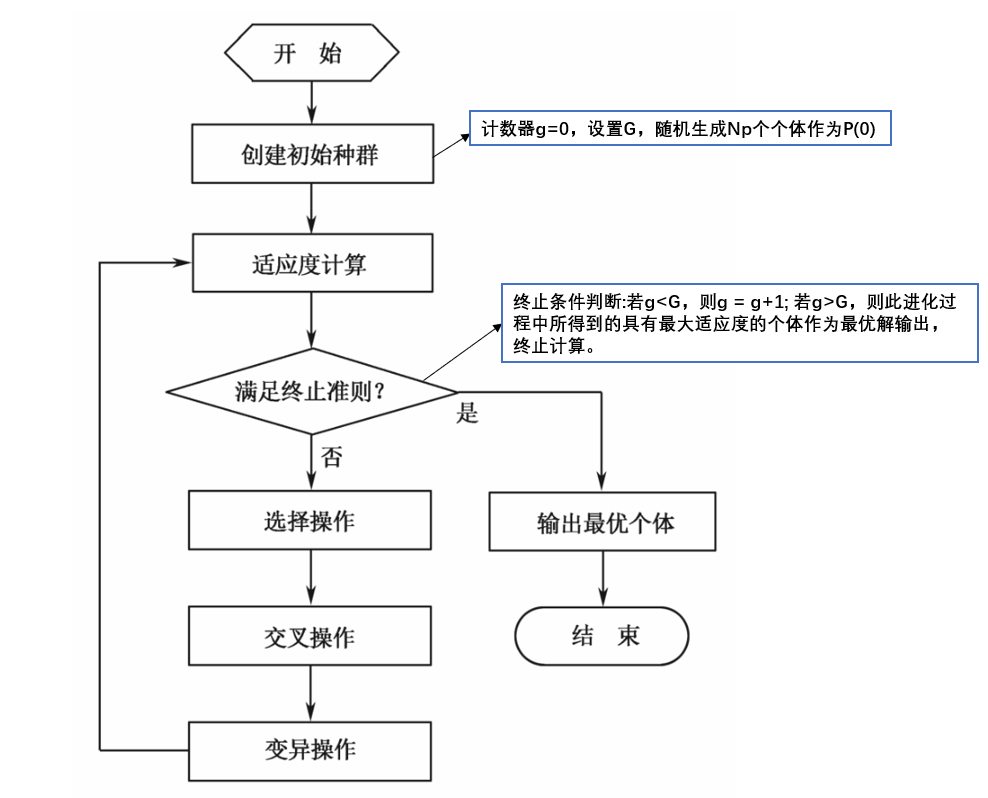 开 始
创建初始种群
计数器g=0，设置G，随机生成Np个个体作为P(0)
适应度计算
终止条件判断:若g<G，则g = g+1; 若g>G，则此进化过
程中所得到的具有最大适应度的个体作为最优解输出，
终止计算。
满足终止准则？
是
否
选择操作
输出最优个体
交叉操作
结 束
变异操作